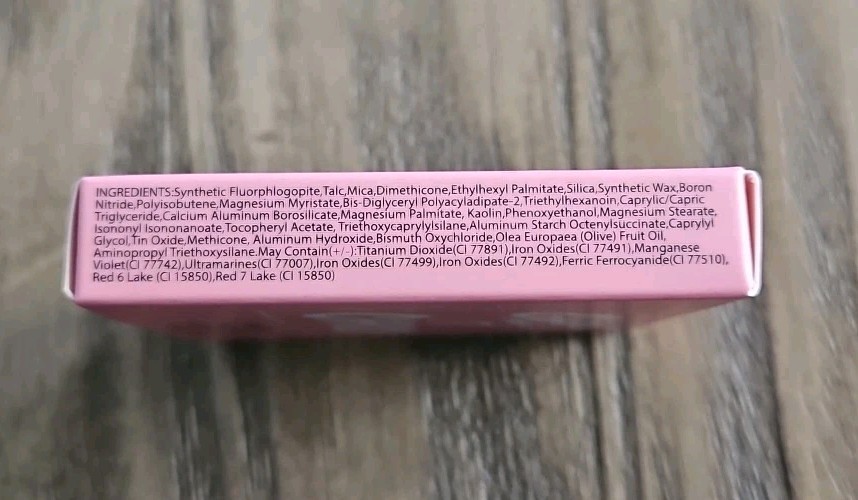 INGREDIENTS:Synthetic Fluorphlogopite,Talc,Mica,Dimethicone,Ethylhexyl Palmitate,Silica,Synthetic Wax,Boron
Nitride,Polyisobutene,Magnesium Myristate,Bis-Diglyceryl Polyacyladipate-2,Triethylhexanoin,Caprylic/Capric
Triglyceride,Calcium Aluminum Borosilicate,Magnesium Palmitate, Kaolin,Phenoxyethanol,Magnesium Stearate,
Isononyl Isononanoate,Tocopheryl Acetate, Triethoxycaprylylsilane,Aluminum Starch Octenylsuccinate,Caprylyl
Glycol,Tin Oxide,Methicone, Aluminum Hydroxide,Bismuth Oxychloride,Olea Europaea (Olive) Fruit Oil,
Aminopropyl Triethoxysilane.May Contain(+/-):Titanium Dioxide(CI 77891),Iron Oxides(CI 77491),Manganese
Violet(CI 77742),Ultramarines(CI 77007),Iron Oxides(CI 77499),Iron Oxides(CI 77492),Ferric Ferrocyanide(CI 77510),
Red 6 Lake (CI 15850),Red 7 Lake (CI 15850)